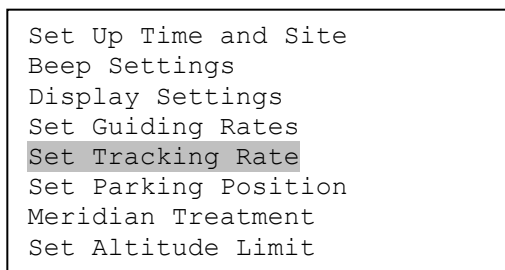 Set Up Time and Site
Beep Settings
Display Settings
Set Guiding Rates
Set Tracking Rate
Set Parking Position
Meridian Treatment
Set Altitude Limit